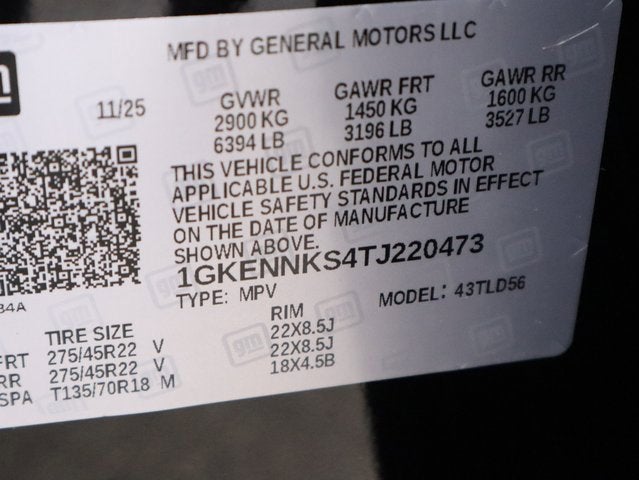 MFD BY GENERAL MOTORS LLC
11/25
GVWR GAWR FRT GAWR RR
2900 KG 1450 KG 1600 KG
6394 LB 3196 LB 3527 LB
THIS VEHICLE CONFORMS TO ALL
APPLICABLE U.S. FEDERAL MOTOR
VEHICLE SAFETY STANDARDS IN EFFECT
ON THE DATE OF MANUFACTURE
SHOWN ABOVE.
1GKENNKS4TJ220473
TYPE: MPV MODEL: 43TLD56
TIRE SIZE RIM
FRT 275/45R22 V 22X8.5J
RR 275/45R22 V 22X8.5J
SPA T135/70R18 M 18X4.5B
gm